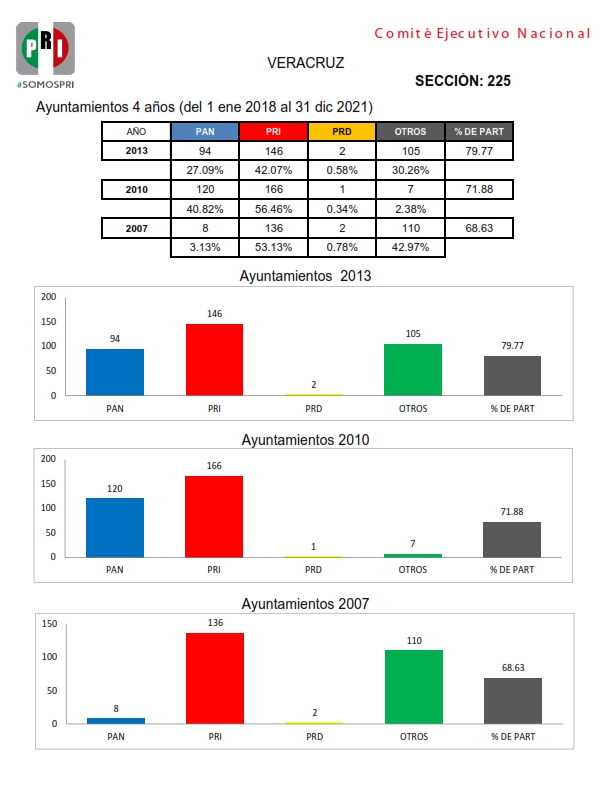 PRI
#SOMOSPRI
Comité Ejecutivo Nacional
VERACRUZ
SECCIÓN: 225
Ayuntamientos 4 años (del 1 ene 2018 al 31 dic 2021)
AÑO PAN PRI PRD OTROS % DE PART
2013 94 146 2 105 79.77
27.09% 42.07% 0.58% 30.26%
2010 120 166 1 7 71.88
40.82% 56.46% 0.34% 2.38%
2007 8 136 2 110 68.63
3.13% 53.13% 0.78% 42.97%
Ayuntamientos 2013
200
150
100
50
0
94 146 2 105 79.77
PAN PRI PRD OTROS % DE PART
Ayuntamientos 2010
200
150
100
50
0
120 166 1 7 71.88
PAN PRI PRD OTROS % DE PART
Ayuntamientos 2007
150
100
50
0
8 136 2 110 68.63
PAN PRI PRD OTROS % DE PART